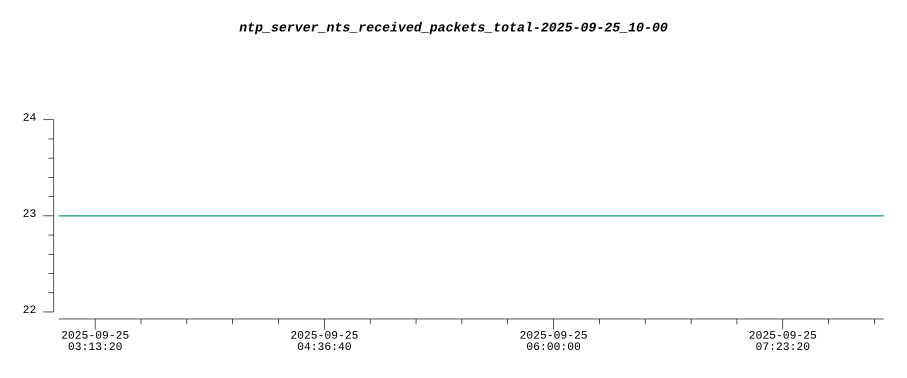 ntp_server_nts_received_packets_total-2025-09-25_10-00
24
23
22
2025-09-25 2025-09-25 2025-09-25 2025-09-25
03:13:20 04:36:40 06:00:00 07:23:20